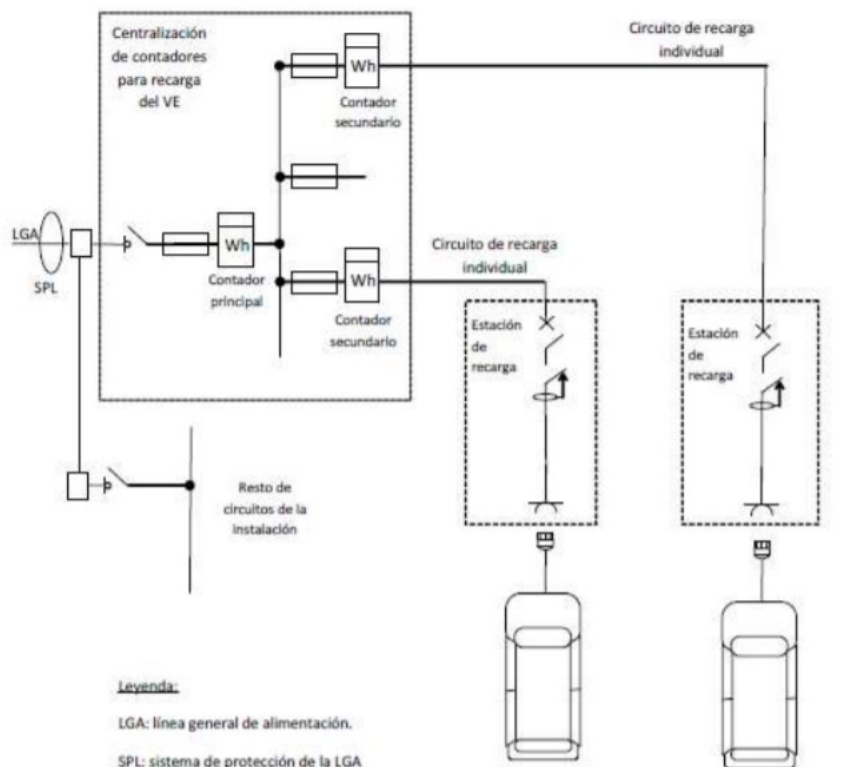 Centralización
de contadores
para recarga
del VE
Circuito de recarga
individual
Wh
Contador
secundario
LGA
SPL
Wh
Contador
principal
Circuito de recarga
individual
Wh
Contador
secundario
Estación
de
recarga
Estación
de
recarga
Resto de
circuitos de la
instalación
Leyenda:
LGA: línea general de alimentación.
SPL: sistema de protección de la LGA